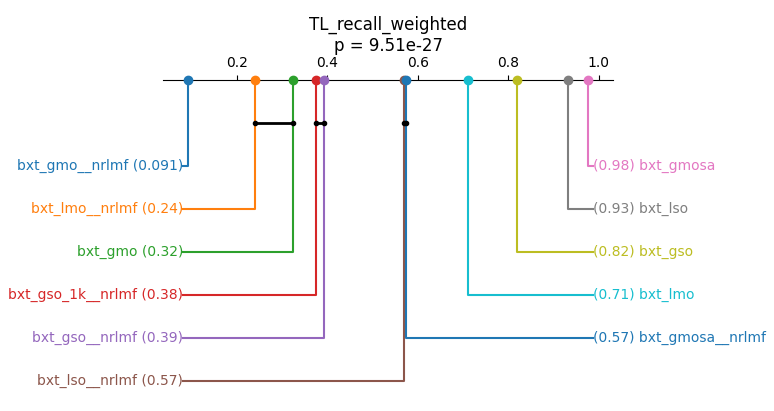 TL_recall_weighted
p = 9.51e-27
0.2 0.4 0.6 0.8 1.0
bxt_gmo__nrlmf (0.091) (0.98) bxt_gmosa
bxt_lmo__nrlmf (0.24) (0.93) bxt_lso
bxt_gmo (0.32) (0.82) bxt_gso
bxt_gso_1k__nrlmf (0.38) (0.71) bxt_lmo
bxt_gso__nrlmf (0.39) (0.57) bxt_gmosa__nrlmf
bxt_lso__nrlmf (0.57)